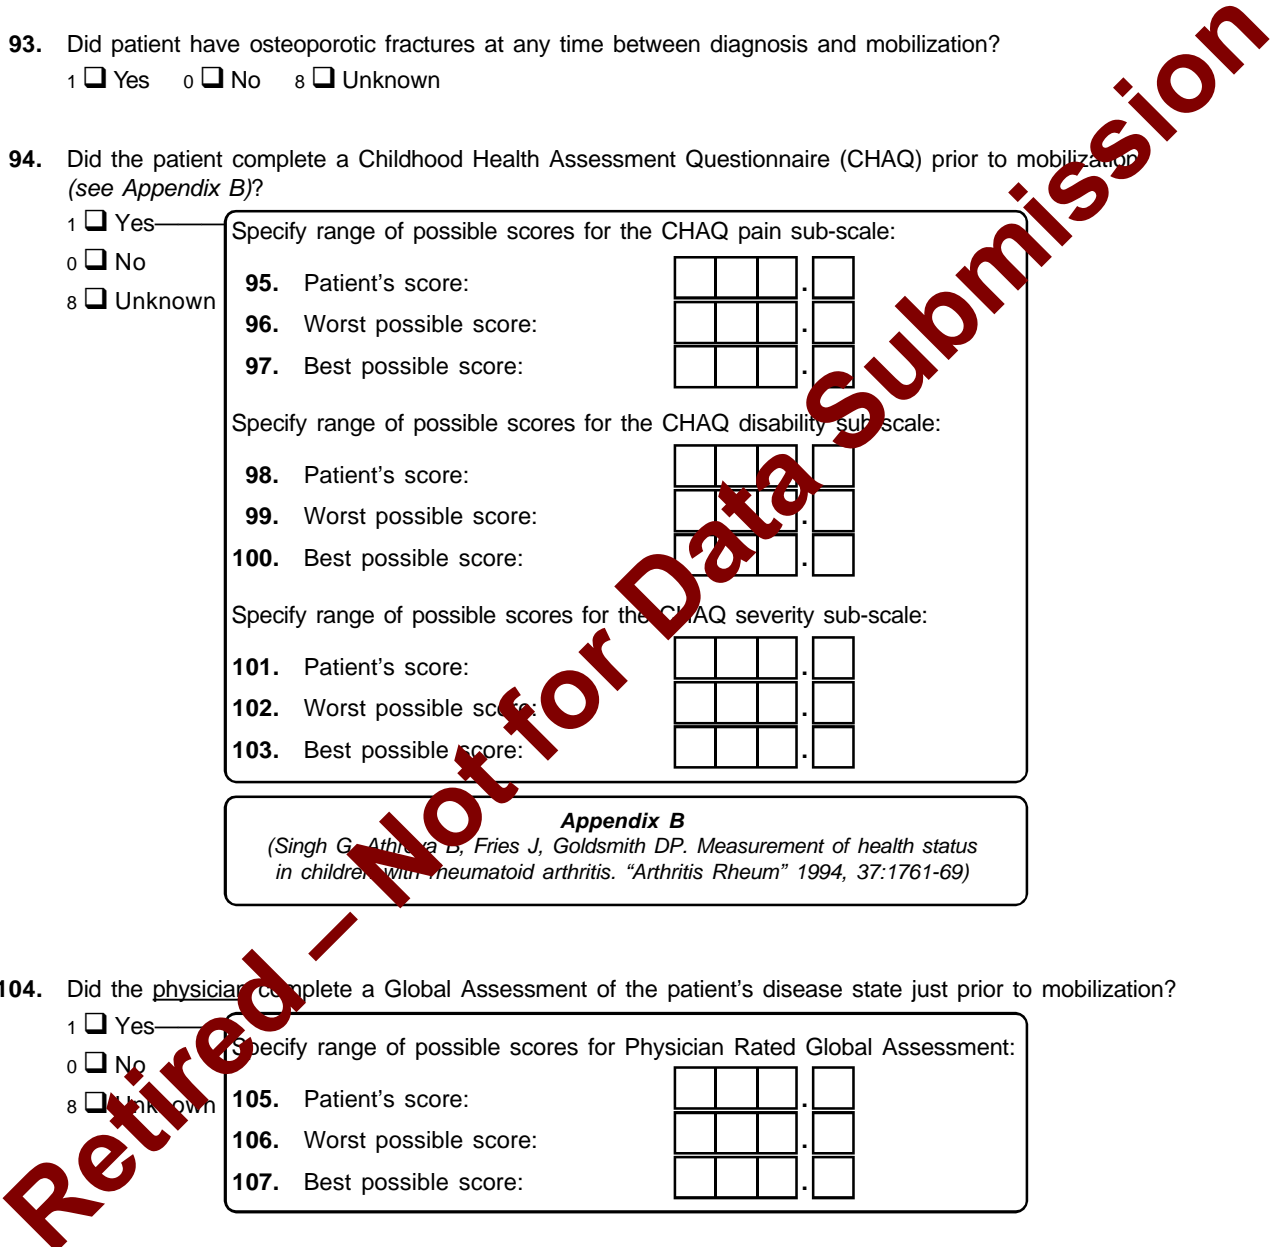 93. Did patient have osteoporotic fractures at any time between diagnosis and mobilization?
1 ❑ Yes 0 ❑ No 8 ❑ Unknown
94. Did the patient complete a Childhood Health Assessment Questionnaire (CHAQ) prior to mobilization
(see Appendix B)?
1 ❑ Yes
0 ❑ No
8 ❑ Unknown
Specify range of possible scores for the CHAQ pain sub-scale:
95. Patient’s score:
96. Worst possible score:
97. Best possible score:
Specify range of possible scores for the CHAQ disability sub-scale:
98. Patient’s score:
99. Worst possible score:
100. Best possible score:
Specify range of possible scores for the CHAQ severity sub-scale:
101. Patient’s score:
102. Worst possible score:
103. Best possible score:
Appendix B
(Singh G, Athreya B, Fries J, Goldsmith DP. Measurement of health status
in children with rheumatoid arthritis. “Arthritis Rheum” 1994, 37:1761-69)
104. Did the physician complete a Global Assessment of the patient’s disease state just prior to mobilization?
1 ❑ Yes
0 ❑ No
8 ❑ Unknown
Specify range of possible scores for Physician Rated Global Assessment:
105. Patient’s score:
106. Worst possible score:
107. Best possible score:
Retired – Not for Data Submission